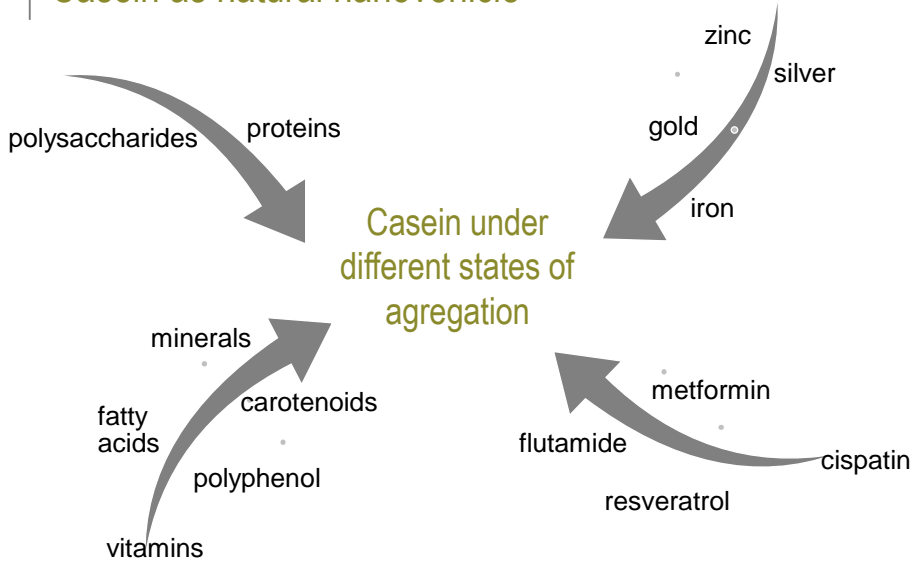 Casein as natural nanovehicle
zinc
silver
polysaccharides
proteins
gold
iron
Casein under
different states of
agregation
minerals
carotenoids
fatty
acids
polyphenol
vitamins
metformin
flutamide
cispatin
resveratrol